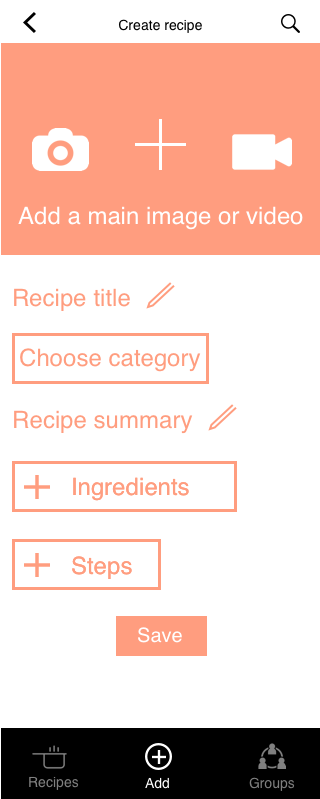 Create recipe
Add a main image or video
Recipe title
Choose category
Recipe summary
Ingredients
Steps
Save
Recipes
Add
Groups